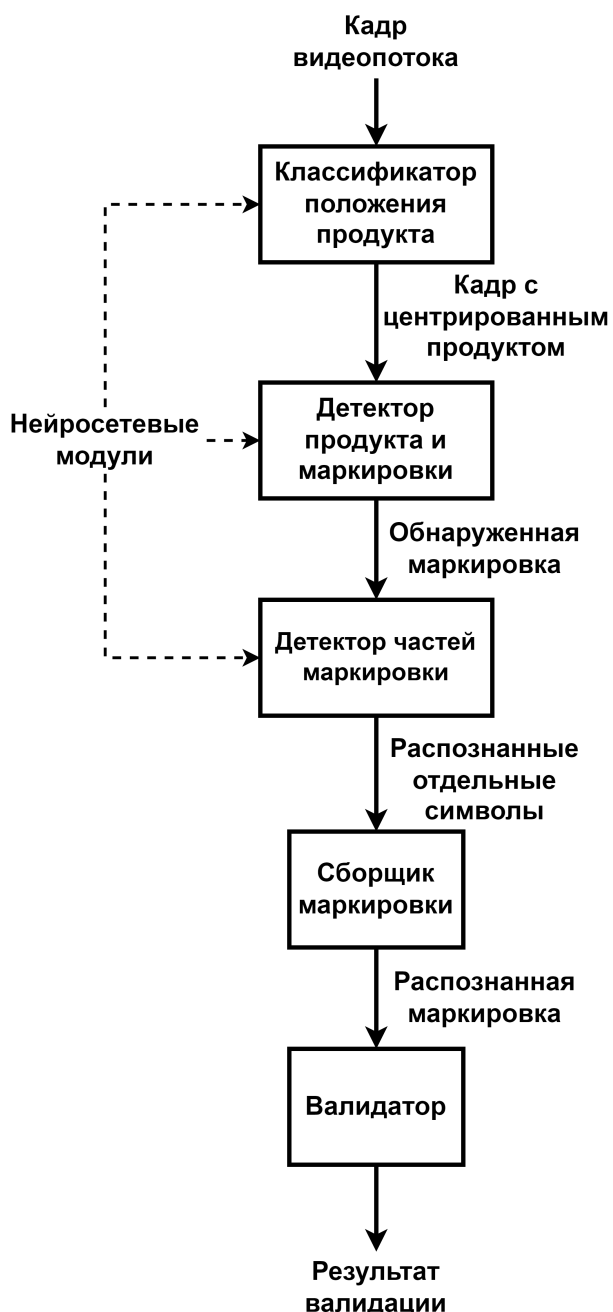 Кадр
видеопотока
Классификатор
положения
продукта
Кадр с
центрированным
продуктом
Нейросетевые
модули
Детектор
продукта и
маркировки
Обнаруженная
маркировка
Детектор частей
маркировки
Распознанные
отдельные
символы
Сборщик
маркировки
Распознанная
маркировка
Валидатор
Результат
валидации